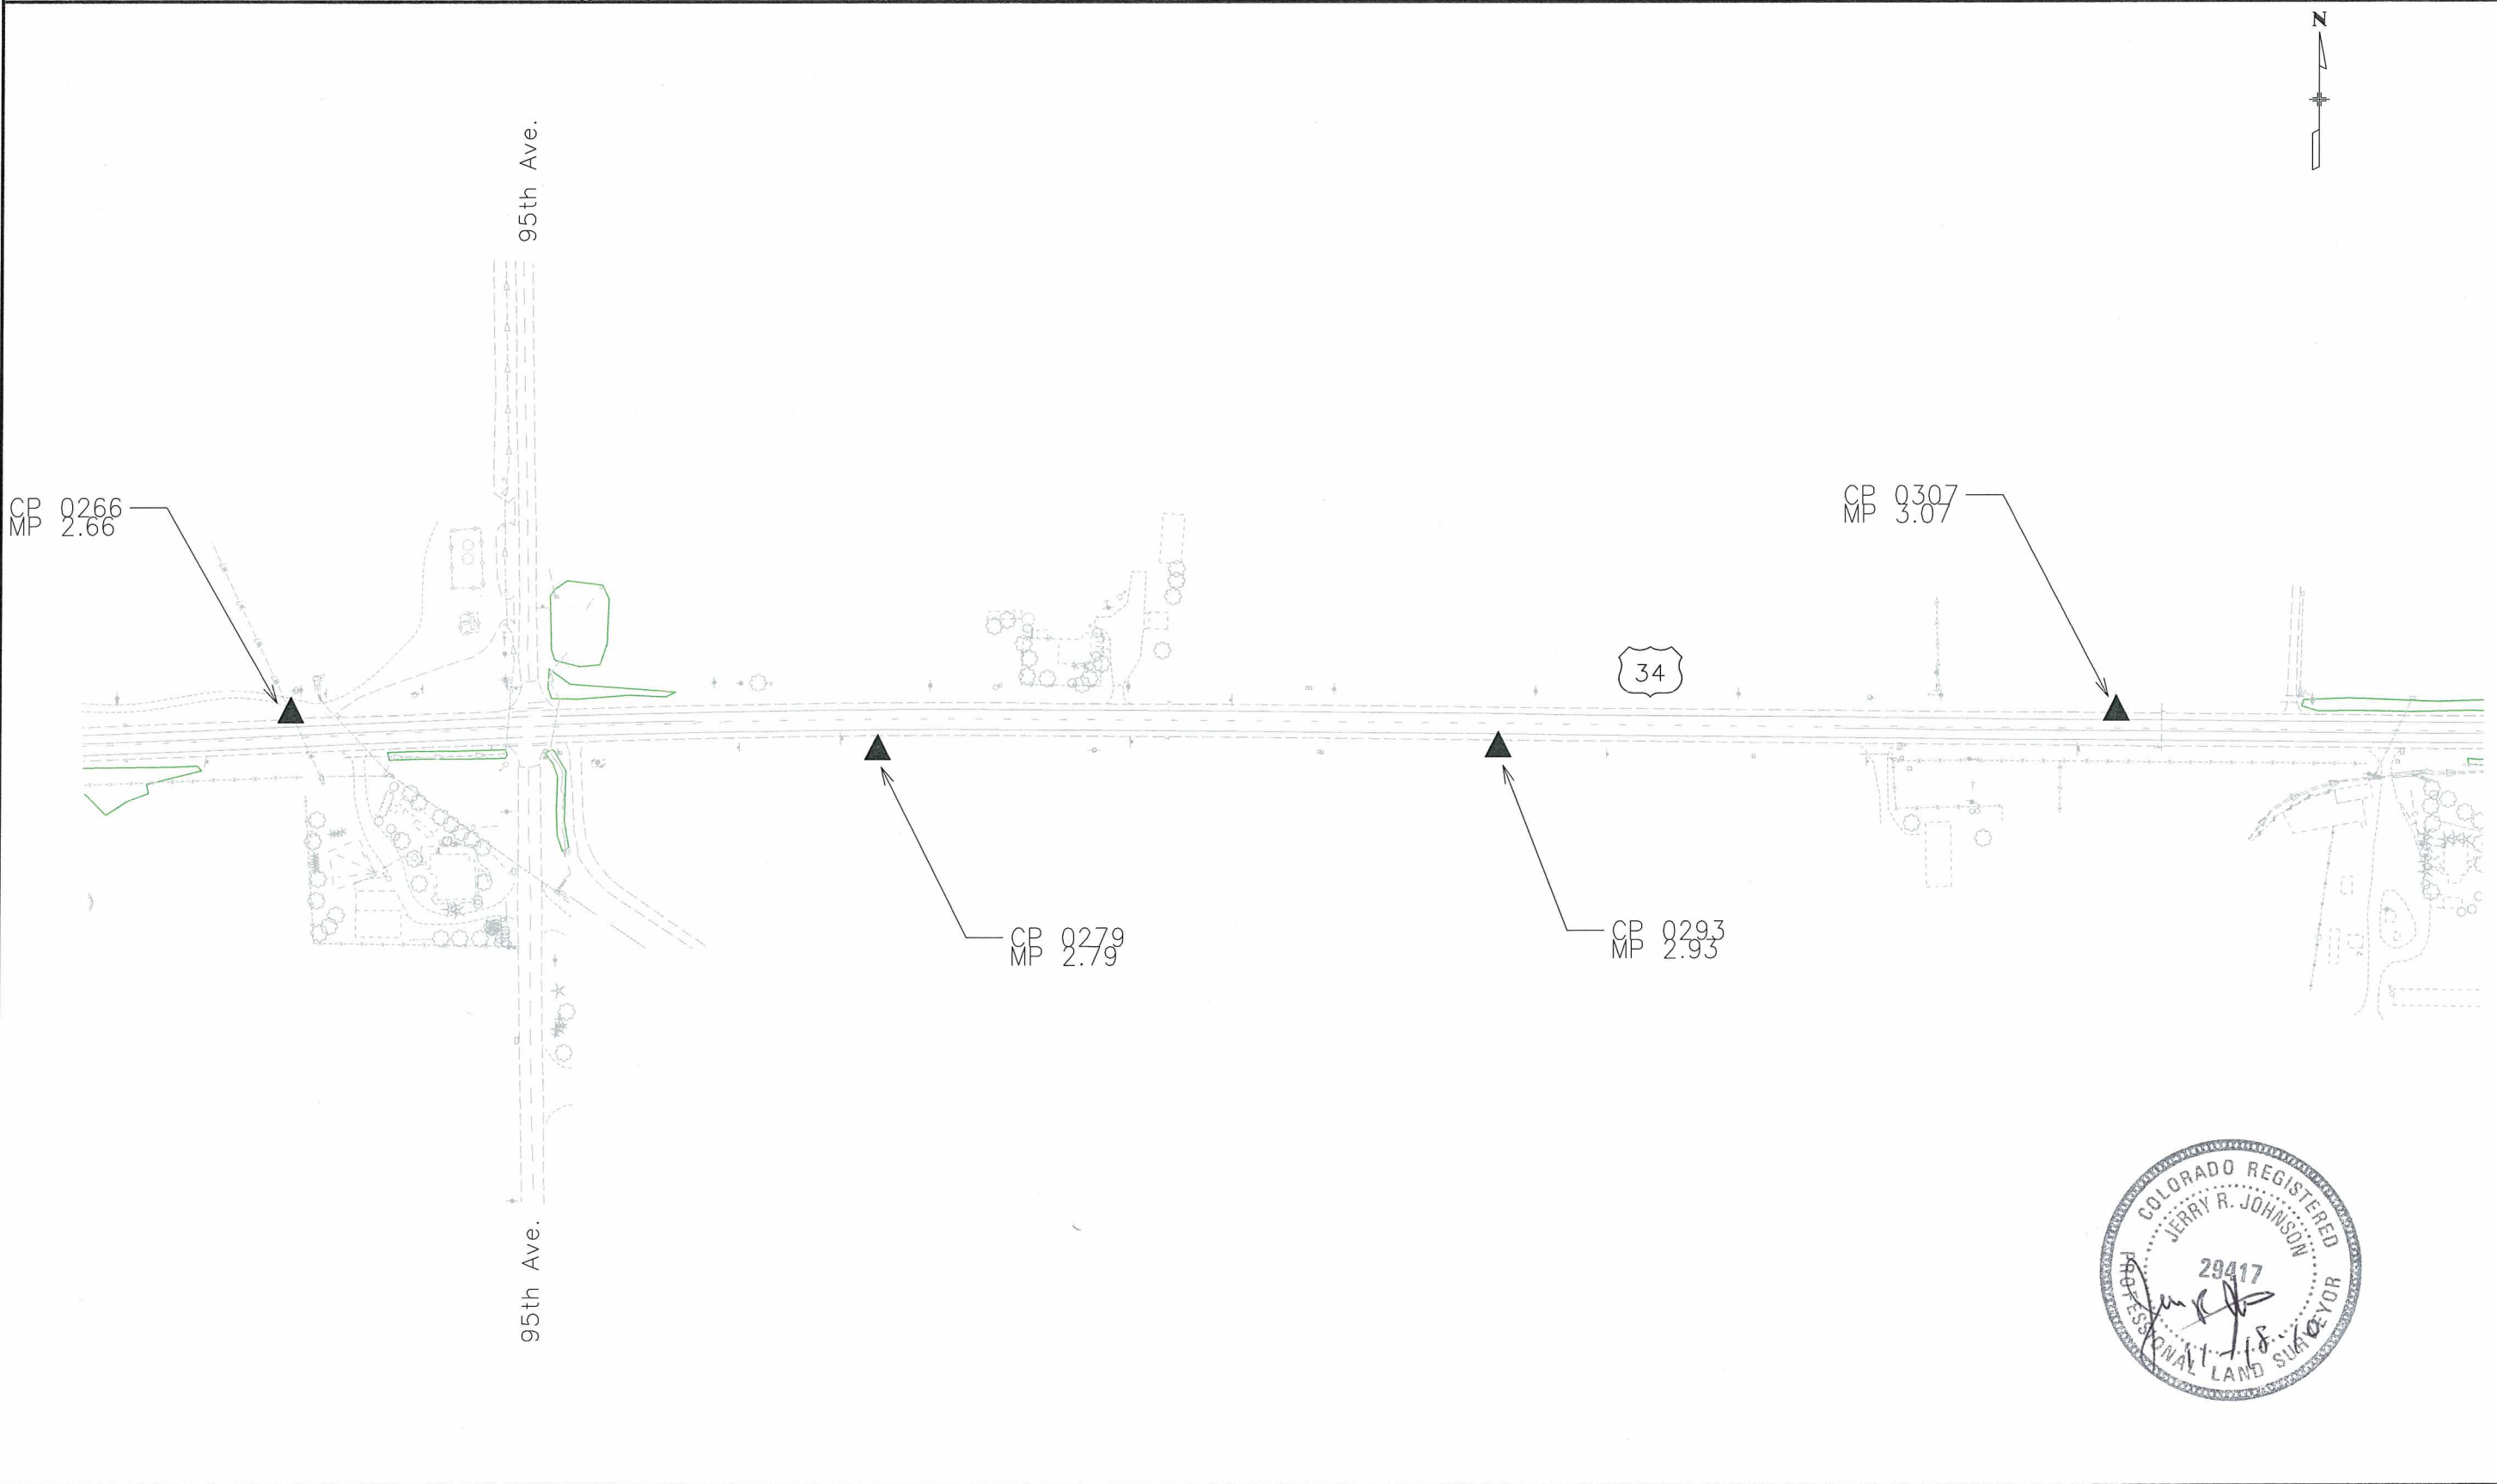 N
95th Ave.
CP 0266
MP 2.66
CP 0307
MP 3.07
34
CP 0279
MP 2.79
CP 0293
MP 2.93
95th Ave.
COLORADO REGISTERED
JERRY R. JOHNSON
29417
PROFESSIONAL LAND SURVEYOR